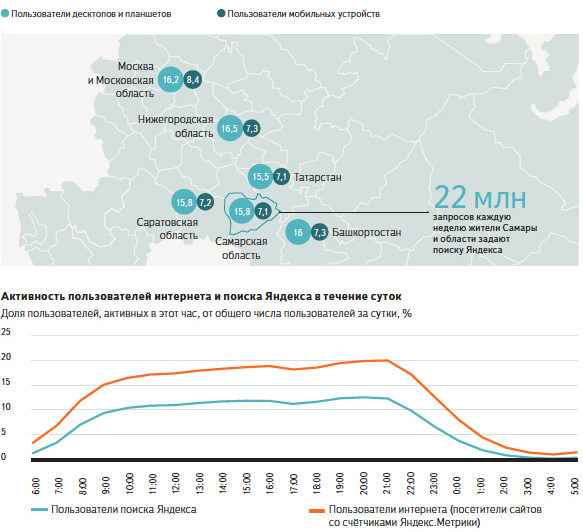 Пользователи десктопов и планшетов
Пользователи мобильных устройств
Москва
и Московская
область
16,2
8,4
Нижегородская
область
16,5
7,3
15,5
7,1
Татарстан
15,8
7,2
Саратовская
область
15,8
7,1
Самарская
область
16
7,3
Башкортостан
22 млн
запросов каждую
неделю жители Самары
и области задают
поиску Яндекса
Активность пользователей интернета и поиска Яндекса в течение суток
Доля пользователей, активных в этот час, от общего числа пользователей за сутки, %
25
20
15
10
5
0
6:00
7:00
8:00
9:00
10:00
11:00
12:00
13:00
14:00
15:00
16:00
17:00
18:00
19:00
20:00
21:00
22:00
23:00
0:00
1:00
2:00
3:00
4:00
5:00
Пользователи поиска Яндекса
Пользователи интернета (посетители сайтов
со счётчиками Яндекс.Метрики)